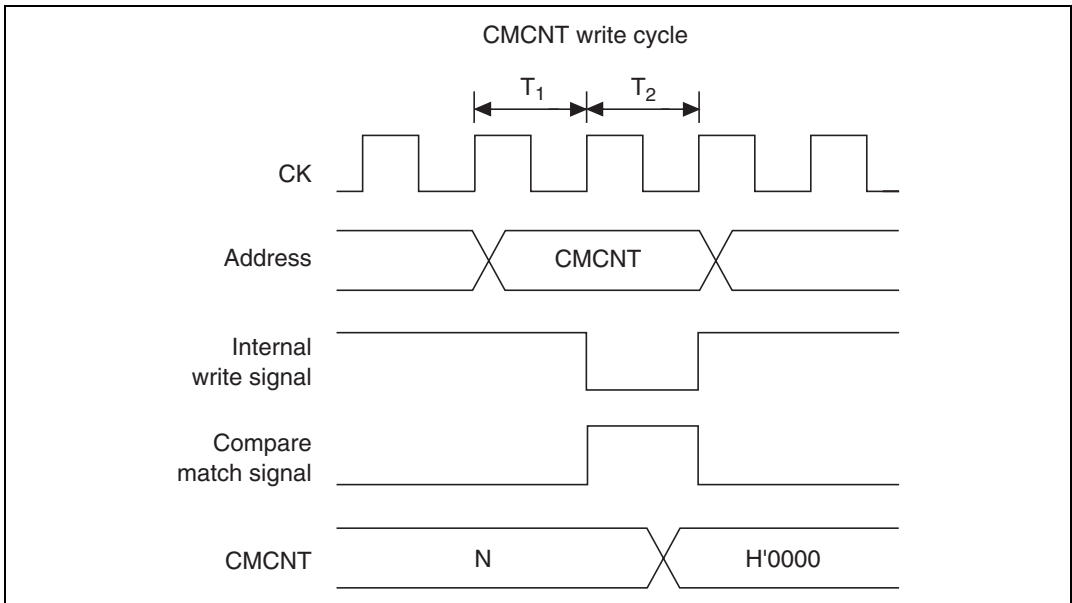 CMCNT write cycle
T1 T2
CK
Address CMCNT
Internal
write signal
Compare
match signal
CMCNT N H'0000